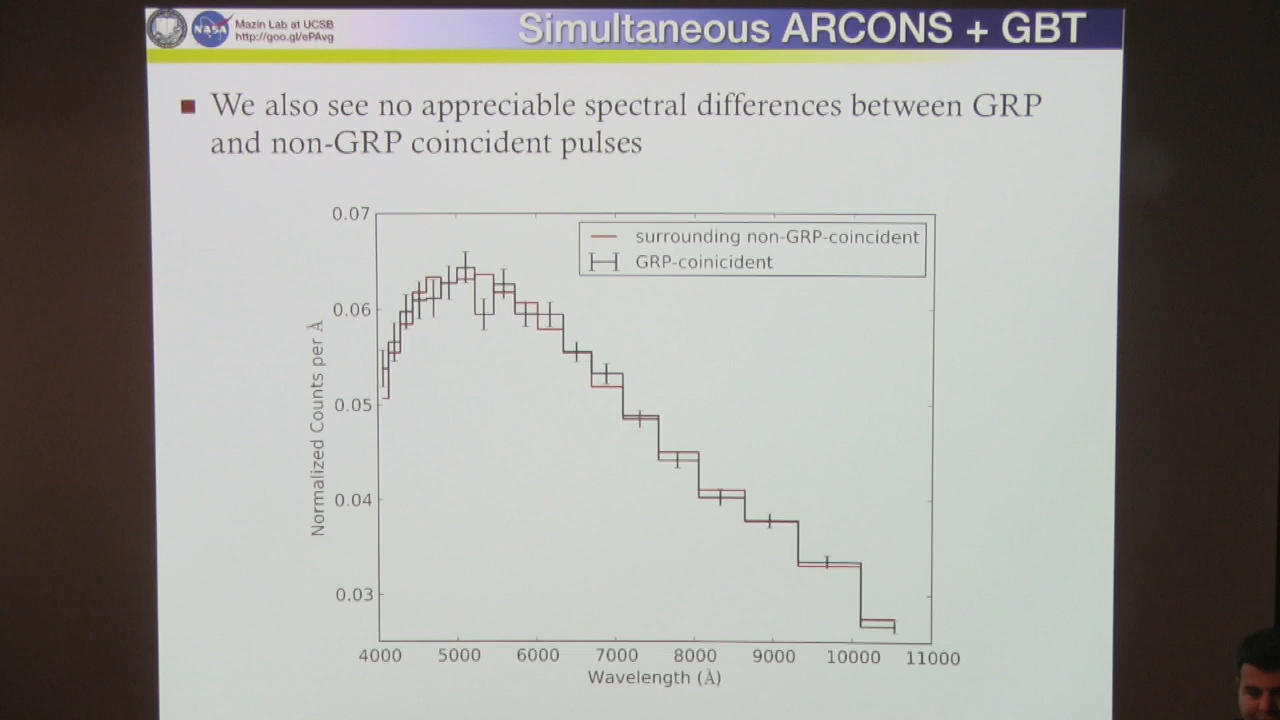 Mazin Lab at UCSB
http://goo.gl/ePAvg
NASA
Simultaneous ARCONS + GBT
We also see no appreciable spectral differences between GRP
and non-GRP coincident pulses
surrounding non-GRP-coincident
GRP-coinicident
0.07
0.06
0.05
0.04
0.03
Normalized Counts per Å
4000 5000 6000 7000 8000 9000 10000 11000
Wavelength (Å)